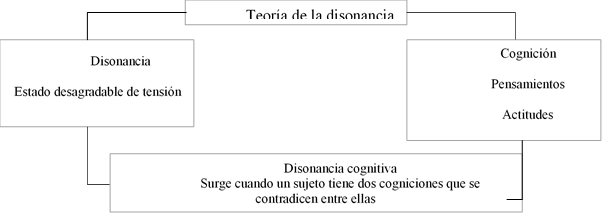 Teoría de la disonancia
Disonancia
Estado desagradable de tensión
Cognición
Pensamientos
Actitudes
Disonancia cognitiva
Surge cuando un sujeto tiene dos cogniciones que se
contradicen entre ellas